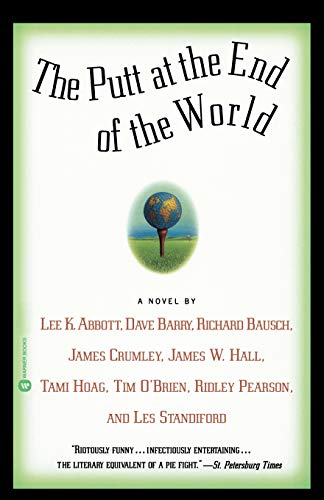 The Putt at the End
of the World
A NOVEL BY
LEE K. ABBOTT, DAVE BARRY, RICHARD BAUSCH,
JAMES CRUMLEY, JAMES W. HALL,
TAMI HOAG, TIM O'BRIEN, RIDLEY PEARSON,
AND LES STANDIFORD
WARNER BOOKS
"RIOTOUSLY FUNNY...INFECTIOUSLY ENTERTAINING...
THE LITERARY EQUIVALENT OF A PIE FIGHT."—St. Petersburg Times